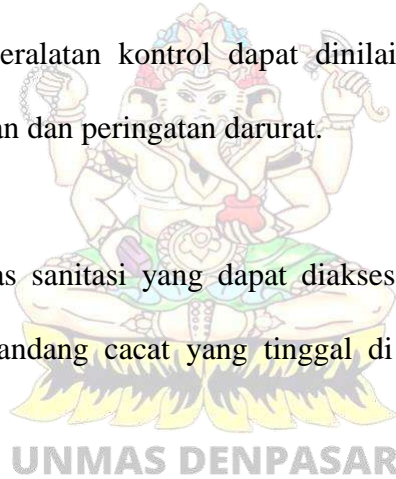 eralatan kontrol dapat dinilai
an dan peringatan darurat.
as sanitasi yang dapat diakses
andang cacat yang tinggal di
UNMAS DENPASAR